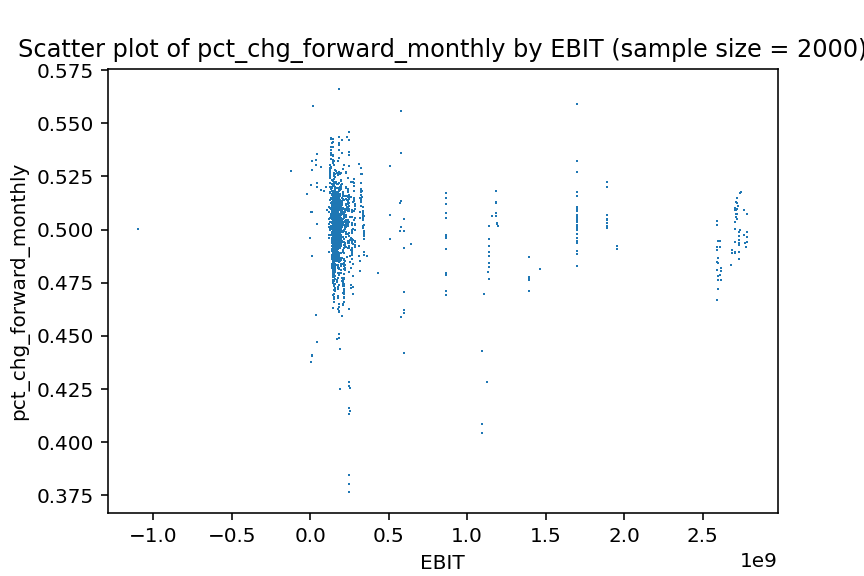 Scatter plot of pct_chg_forward_monthly by EBIT (sample size = 2000)
0.575
0.550
0.525
0.500
0.475
0.450
0.425
0.400
0.375
pct_chg_forward_monthly
−1.0 −0.5 0.0 0.5 1.0 1.5 2.0 2.5
EBIT
1e9